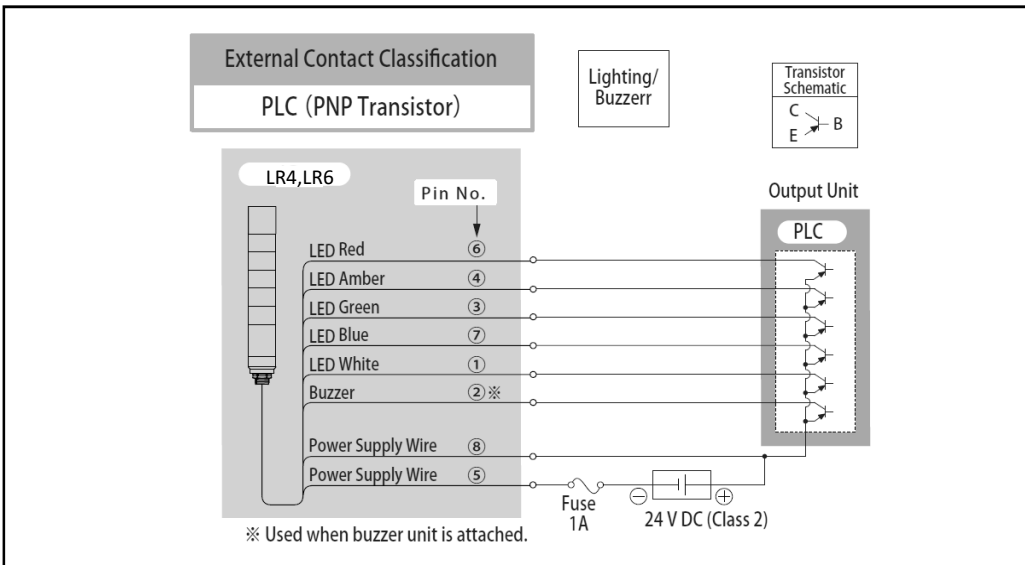 External Contact Classification
PLC (PNP Transistor)
Lighting/
Buzzerr
Transistor
Schematic
C
E
B
LR4,LR6
Pin No.
Output Unit
PLC
LED Red ⑥
LED Amber ④
LED Green ③
LED Blue ⑦
LED White ①
Buzzer ②※
Power Supply Wire ⑧
Power Supply Wire ⑤
Fuse
1A
⊖ ⊕
24 V DC (Class 2)
※ Used when buzzer unit is attached.